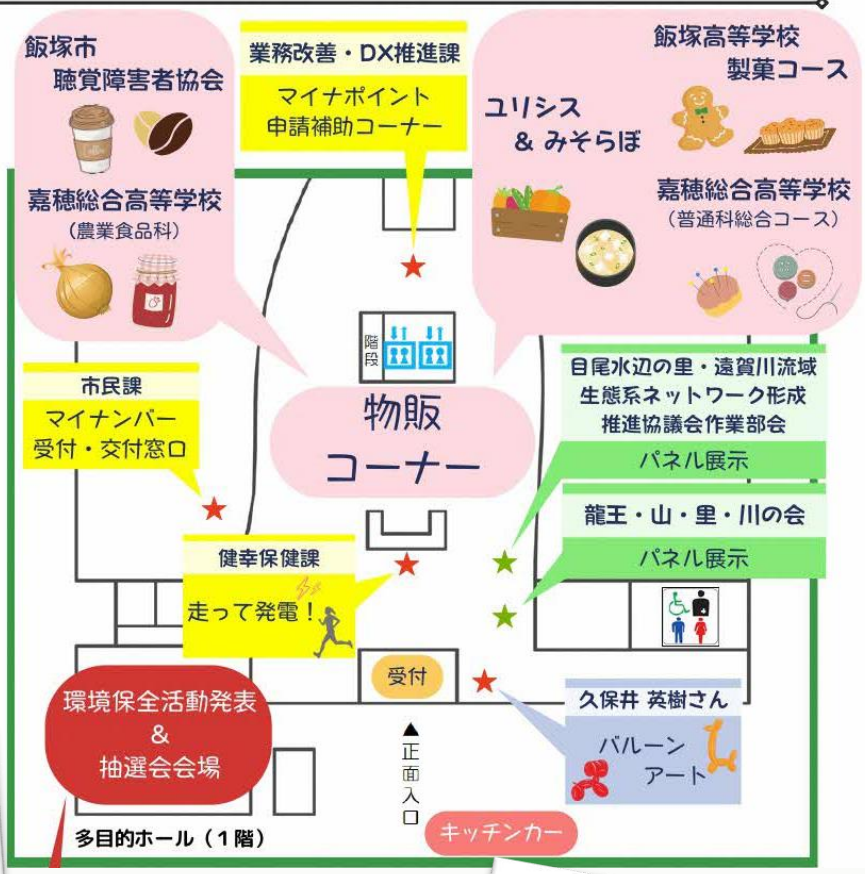 飯塚市
聴覚障害者協会
嘉穂総合高等学校
(農業食品科)
業務改善・DX推進課
マイナポイント
申請補助コーナー
ユリシス
& みそらぼ
飯塚高等学校
製菓コース
嘉穂総合高等学校
(普通科総合コース)
階段
物販
コーナー
市民課
マイナンバー
受付・交付窓口
目尾水辺の里・遠賀川流域
生態系ネットワーク形成
推進協議会作業部会
パネル展示
龍王・山・里・川の会
パネル展示
健幸保健課
走って発電!
受付
▲正面入口
久保井 英樹さん
バルーン
アート
環境保全活動発表
&
抽選会会場
多目的ホール(1階)
キッチンカー